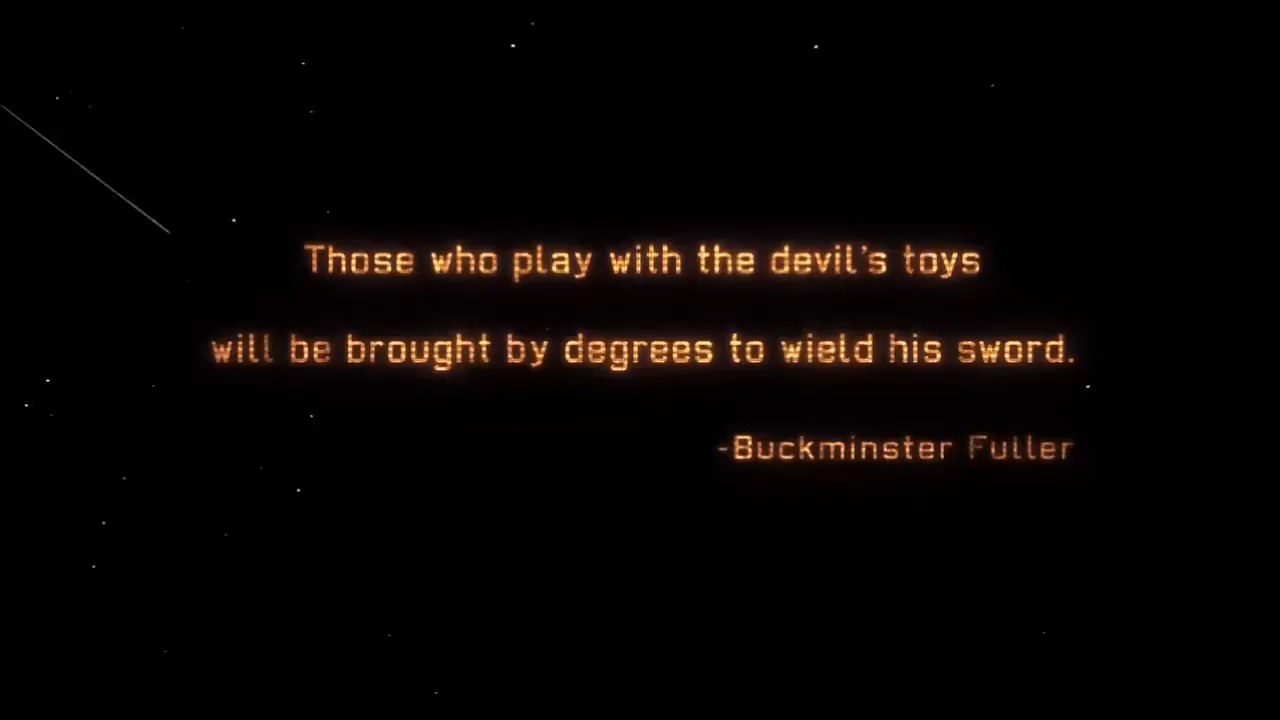 Those who play with the devil's toys
will be brought by degrees to wield his sword.
-Buckminster Fuller